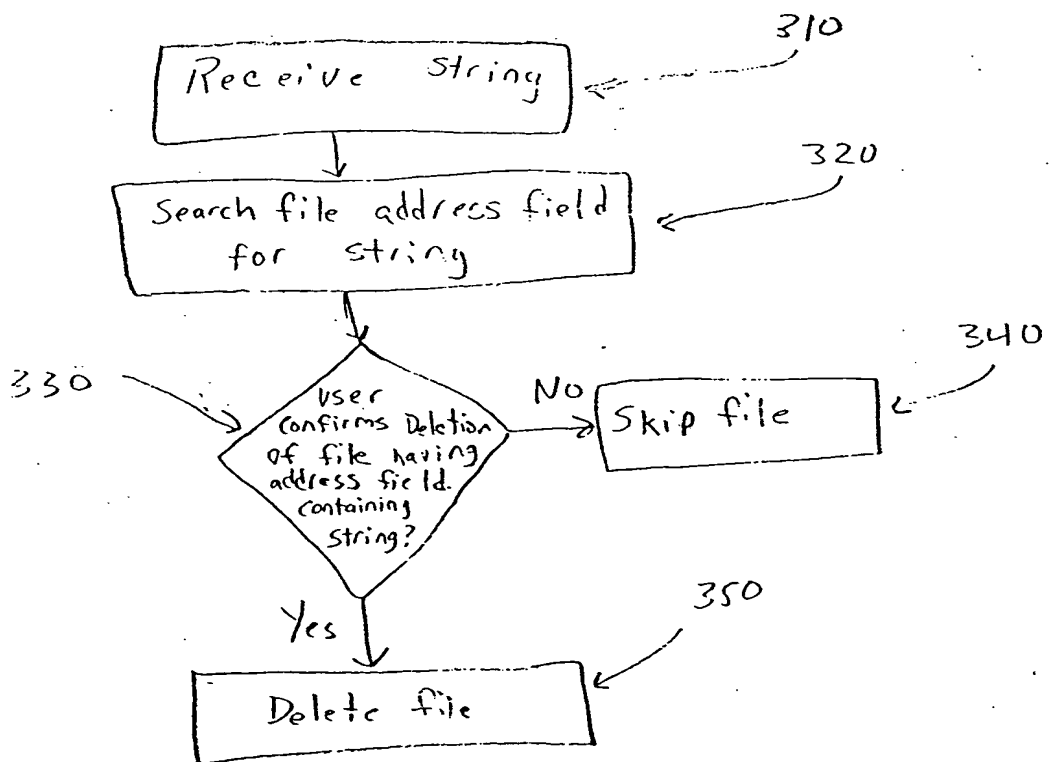 310
Receive string
320
Search file address field
for string
330
User
confirms Deletion
of file having
address field.
containing
string?
No
340
Skip file
Yes
350
Delete file